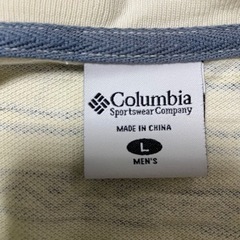 Columbia
Sportswear Company
MADE IN CHINA
L
MEN'S